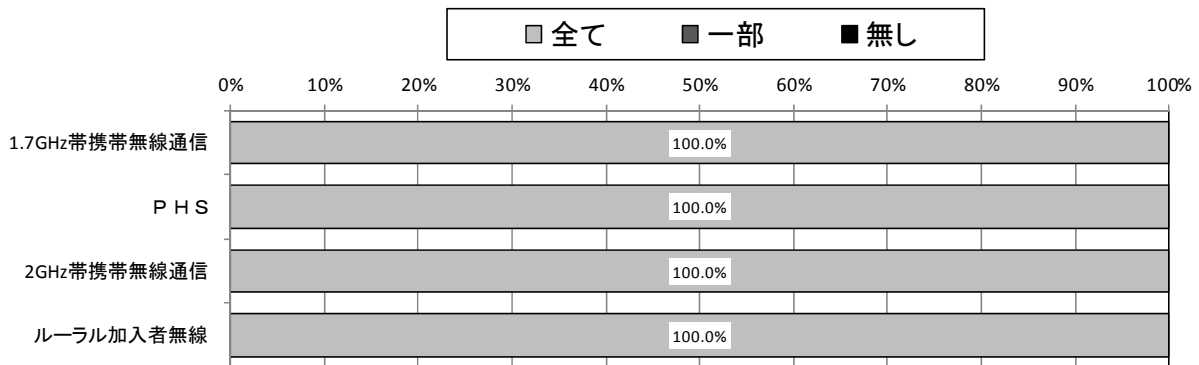 全て 一部 無し
0% 10% 20% 30% 40% 50% 60% 70% 80% 90% 100%
1.7GHz帯携帯無線通信 100.0%
ＰＨＳ 100.0%
2GHz帯携帯無線通信 100.0%
ルーラル加入者無線 100.0%